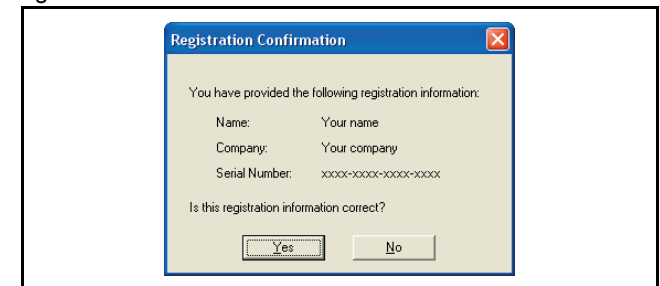 Registration Confirmation
You have provided the following registration information:
Name: Your name
Company: Your company
Serial Number: xxxx-xxxx-xxxx-xxxx
Is this registration information correct?
Yes No